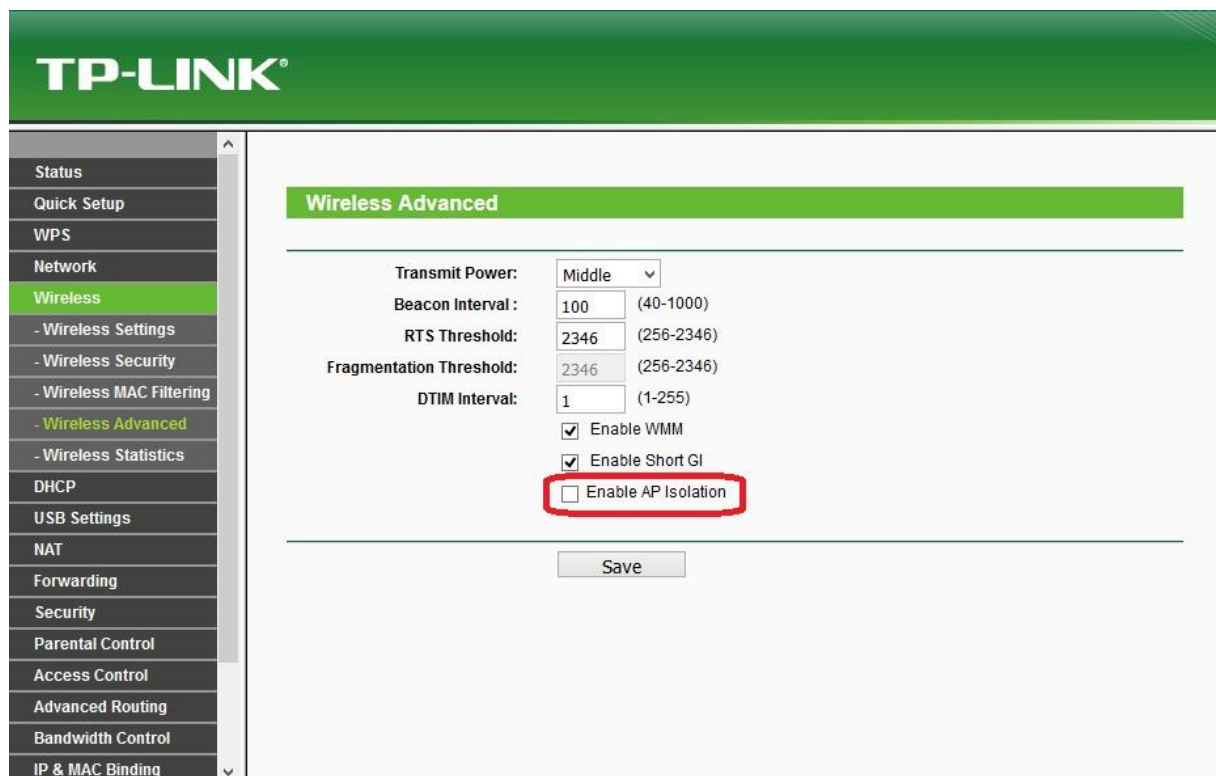 TP-LINK®
Status
Quick Setup
WPS
Network
Wireless
- Wireless Settings
- Wireless Security
- Wireless MAC Filtering
- Wireless Advanced
- Wireless Statistics
DHCP
USB Settings
NAT
Forwarding
Security
Parental Control
Access Control
Advanced Routing
Bandwidth Control
IP & MAC Binding
Wireless Advanced
Transmit Power: Middle
Beacon Interval : 100 (40-1000)
RTS Threshold: 2346 (256-2346)
Fragmentation Threshold: 2346 (256-2346)
DTIM Interval: 1 (1-255)
Enable WMM
Enable Short GI
Enable AP Isolation
Save